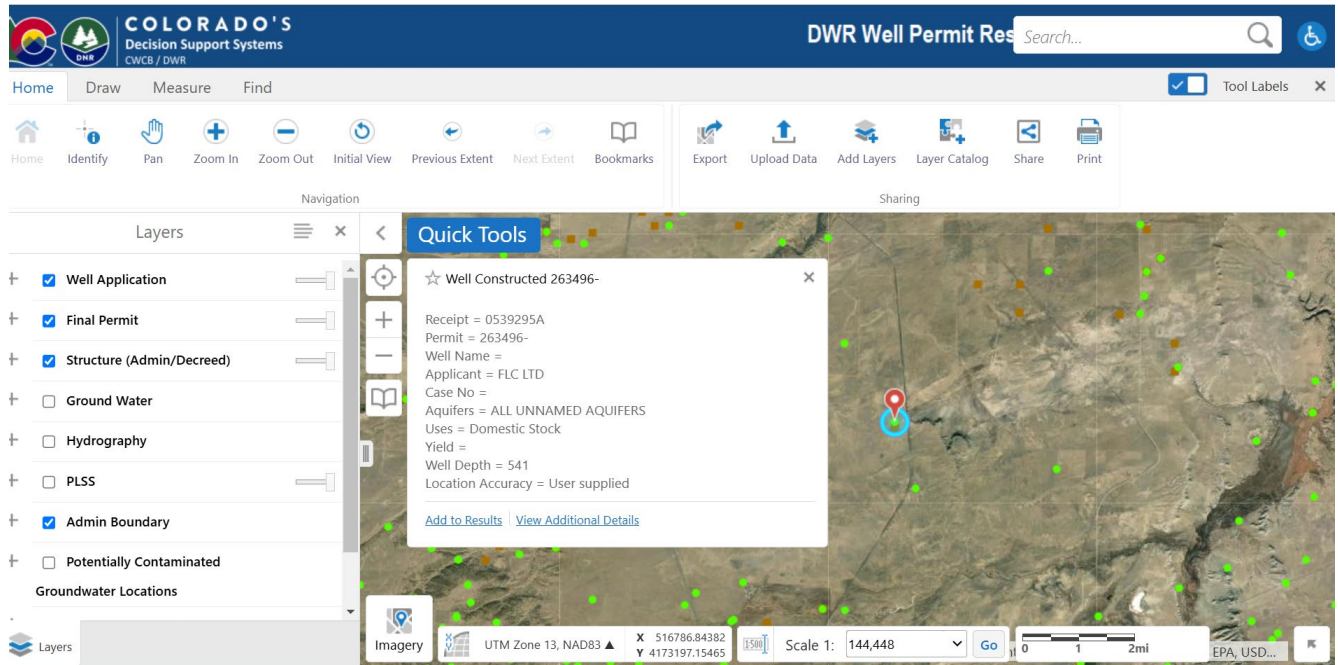 COLORADO'S
Decision Support Systems
CWCB / DWR
DNR
DWR Well Permit Res
Search...
Home Draw Measure Find
Tool Labels
Home Identify Pan Zoom In Zoom Out Initial View Previous Extent Next Extent Bookmarks
Export Upload Data Add Layers Layer Catalog Share Print
Navigation
Sharing
Layers
Well Application
Final Permit
Structure (Admin/Decreed)
Ground Water
Hydrography
PLSS
Admin Boundary
Potentially Contaminated
Groundwater Locations
Layers
Quick Tools
Well Constructed 263496-
Receipt = 0539295A
Permit = 263496-
Well Name =
Applicant = FLC LTD
Case No =
Aquifers = ALL UNNAMED AQUIFERS
Uses = Domestic Stock
Yield =
Well Depth = 541
Location Accuracy = User supplied
Add to Results View Additional Details
Imagery
UTM Zone 13, NAD83
X 516786.84382
Y 4173197.15465
1:500
Scale 1: 144,448 Go
0 1 2mi
EPA, USD...